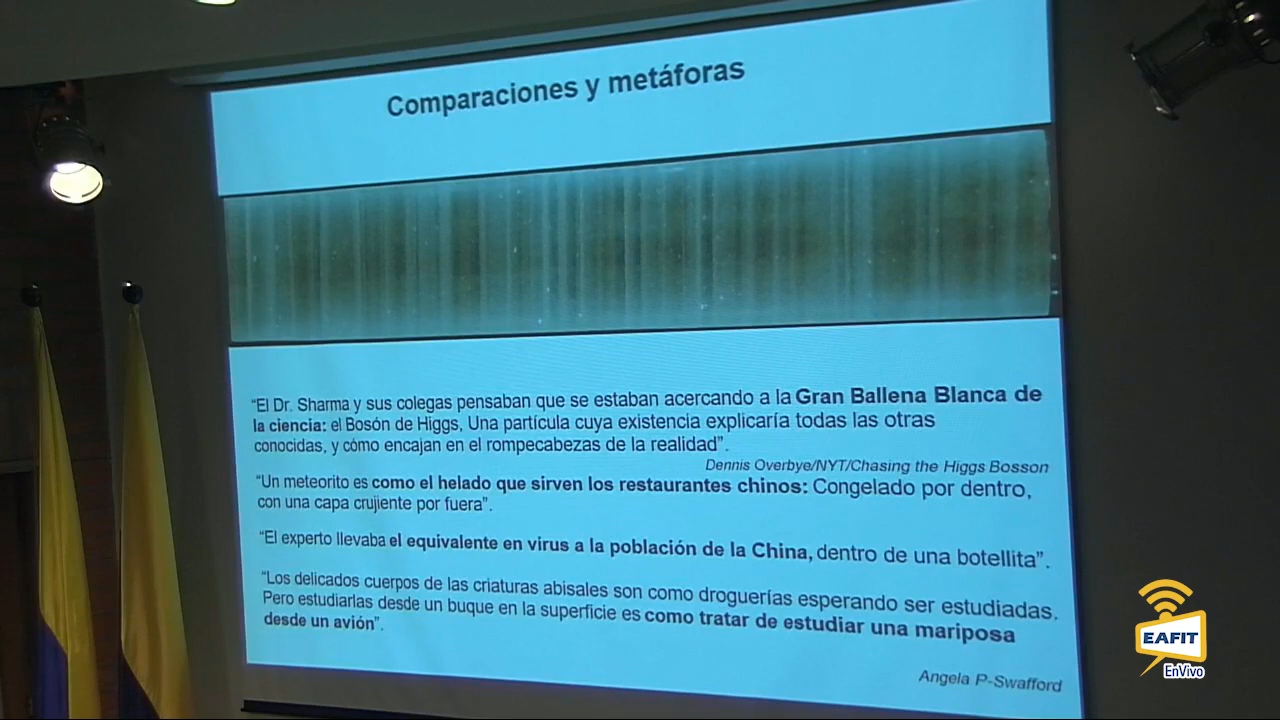 Comparaciones y metáforas
“El Dr. Sharma y sus colegas pensaban que se estaban acercando a la Gran Ballena Blanca de
la ciencia: el Bosón de Higgs, Una partícula cuya existencia explicaría todas las otras
conocidas, y cómo encajan en el rompecabezas de la realidad”.
Dennis Overbye/NYT/Chasing the Higgs Bosson
“Un meteorito es como el helado que sirven los restaurantes chinos: Congelado por dentro,
con una capa crujiente por fuera”.
“El experto llevaba el equivalente en virus a la población de la China, dentro de una botellita”.
“Los delicados cuerpos de las criaturas abisales son como droguerías esperando ser estudiadas.
Pero estudiarlas desde un buque en la superficie es como tratar de estudiar una mariposa
desde un avión”.
Angela P-Swafford
EAFIT
EnVivo